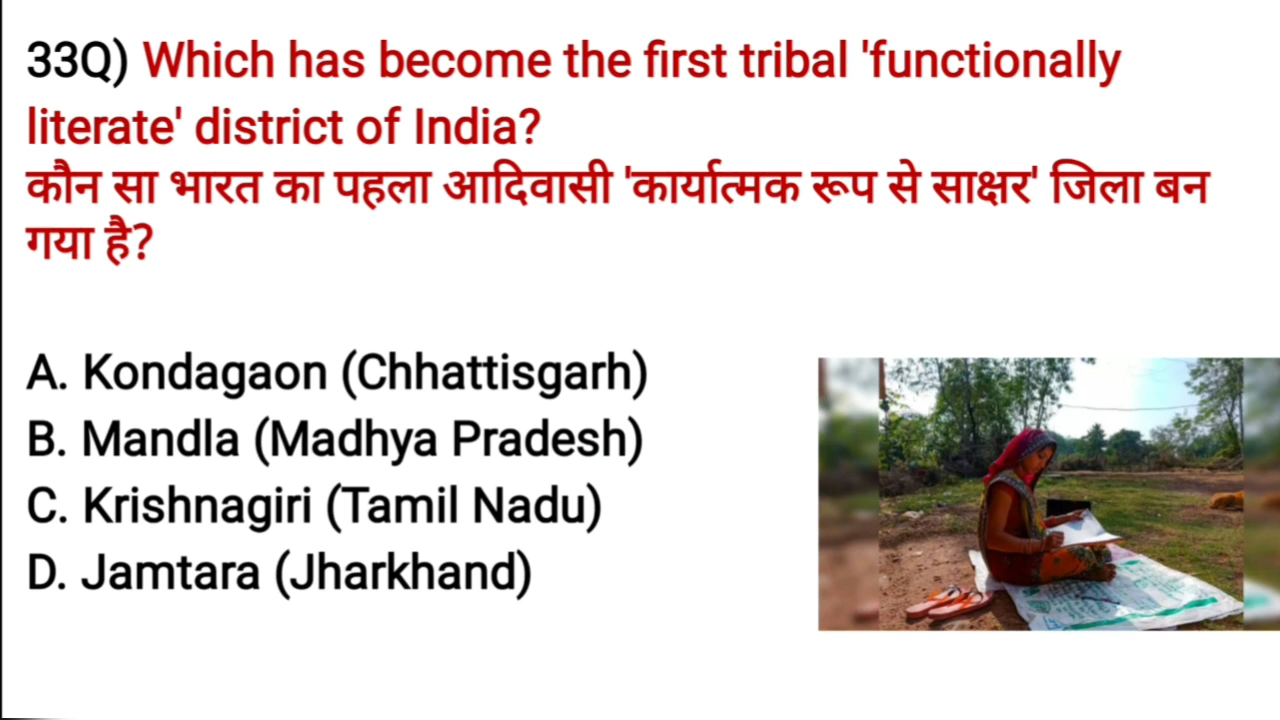 33Q) Which has become the first tribal 'functionally
literate' district of India?
कौन सा भारत का पहला आदिवासी 'कार्यात्मक रूप से साक्षर' जिला बन
गया है?
A. Kondagaon (Chhattisgarh)
B. Mandla (Madhya Pradesh)
C. Krishnagiri (Tamil Nadu)
D. Jamtara (Jharkhand)